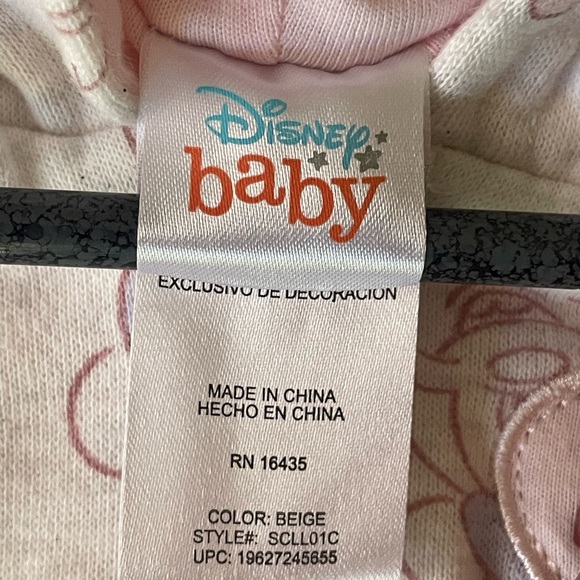 Disney
baby
EXCLUSIVO DE DECORACION
MADE IN CHINA
HECHO EN CHINA
RN 16435
COLOR: BEIGE
STYLE#: SCLL01C
UPC: 19627245655